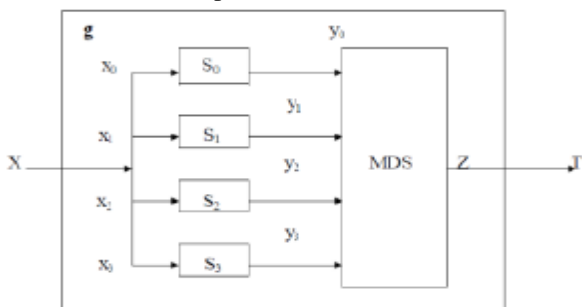 g
y₀
x₀
S₀
y₁
x₁
S₁
X
y₂
MDS
Z
T
x₂
S₂
y₃
x₃
S₃